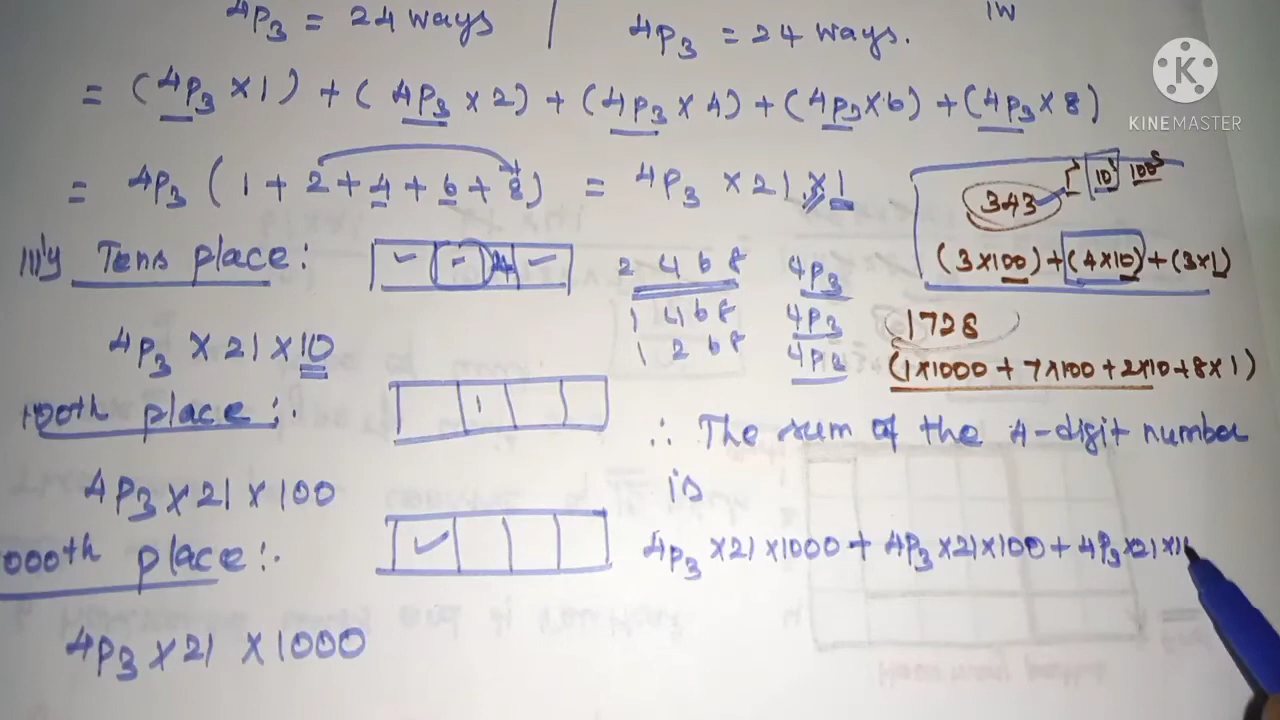 4P3 = 24 ways | 4P3 = 24 ways.
= (4P3 × 1) + (4P3 × 2) + (4P3 × 4) + (4P3 × 6) + (4P3 × 8)
KINEMASTER
= 4P3 (1 + 2 + 4 + 6 + 8) = 4P3 × 21 × 1
10's 100's
343
(3×100) + (4×10) + (3×1)
III'y Tens place:
2 4 6 8 4P3
1 4 6 8 4P3
1 2 6 8 4P3
4P3 × 21 × 10
1728
(1×1000 + 7×100 + 2×10 + 8×1)
100th place:
1
4P3 × 21 × 100
000th place:
4P3 × 21 × 1000
∴ The sum of the 4-digit number
is
4P3 × 21 × 1000 + 4P3 × 21 × 100 + 4P3 × 21 × 1